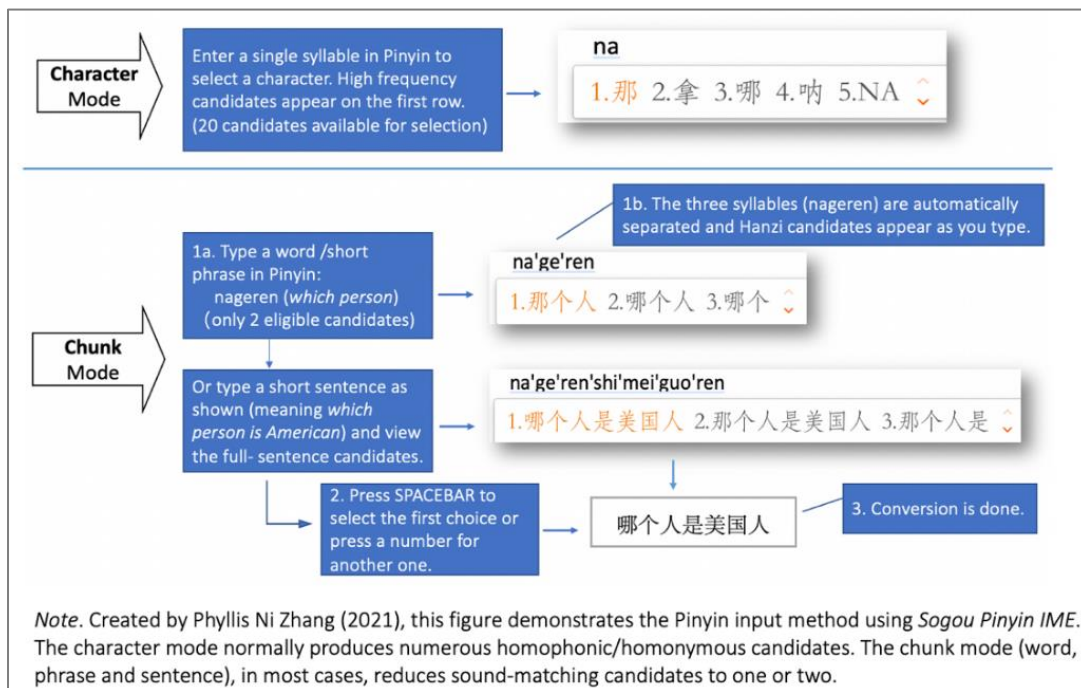 Character
Mode
Enter a single syllable in Pinyin to
select a character. High frequency
candidates appear on the first row.
(20 candidates available for selection)
na
1.那 2.拿 3.哪 4.呐 5.NA
Chunk
Mode
1a. Type a word /short
phrase in Pinyin:
nageren (which person)
(only 2 eligible candidates)
1b. The three syllables (nageren) are automatically
separated and Hanzi candidates appear as you type.
na'ge'ren
1.那个人 2.哪个人 3.哪个
Or type a short sentence as
shown (meaning which
person is American) and view
the full- sentence candidates.
na'ge'ren'shi'mei'guo'ren
1.哪个人是美国人 2.那个人是美国人 3.那个人是
2. Press SPACEBAR to
select the first choice or
press a number for
another one.
哪个人是美国人
3. Conversion is done.
Note. Created by Phyllis Ni Zhang (2021), this figure demonstrates the Pinyin input method using Sogou Pinyin IME.
The character mode normally produces numerous homophonic/homonymous candidates. The chunk mode (word,
phrase and sentence), in most cases, reduces sound-matching candidates to one or two.